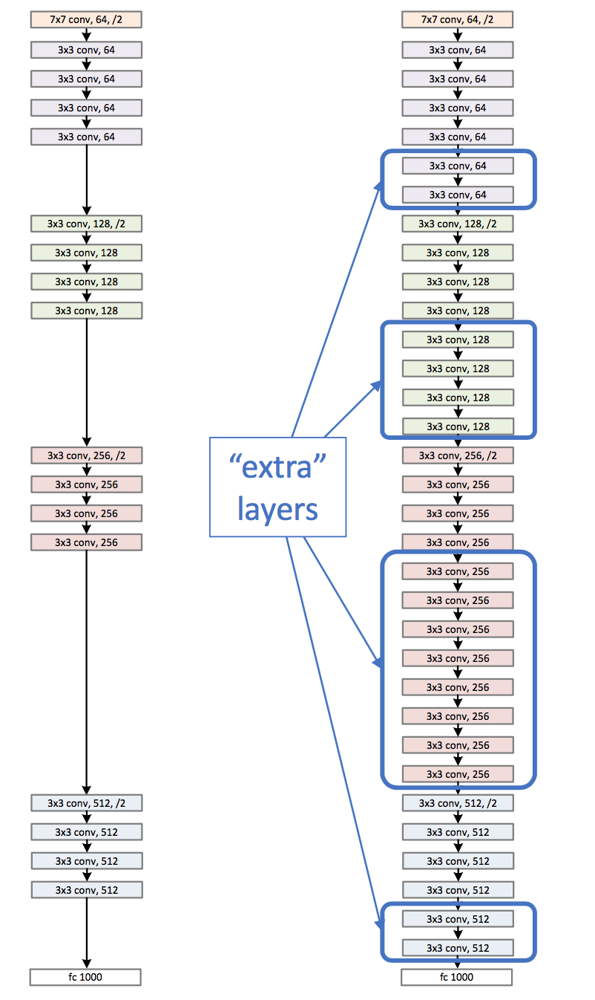 7x7 conv, 64, /2
3x3 conv, 64
3x3 conv, 64
3x3 conv, 64
3x3 conv, 64
3x3 conv, 128, /2
3x3 conv, 128
3x3 conv, 128
3x3 conv, 128
3x3 conv, 256, /2
3x3 conv, 256
3x3 conv, 256
3x3 conv, 256
3x3 conv, 512, /2
3x3 conv, 512
3x3 conv, 512
3x3 conv, 512
fc 1000
“extra”
layers
7x7 conv, 64, /2
3x3 conv, 64
3x3 conv, 64
3x3 conv, 64
3x3 conv, 64
3x3 conv, 64
3x3 conv, 64
3x3 conv, 128, /2
3x3 conv, 128
3x3 conv, 128
3x3 conv, 128
3x3 conv, 128
3x3 conv, 128
3x3 conv, 128
3x3 conv, 128
3x3 conv, 256, /2
3x3 conv, 256
3x3 conv, 256
3x3 conv, 256
3x3 conv, 256
3x3 conv, 256
3x3 conv, 256
3x3 conv, 256
3x3 conv, 256
3x3 conv, 256
3x3 conv, 256
3x3 conv, 256
3x3 conv, 512, /2
3x3 conv, 512
3x3 conv, 512
3x3 conv, 512
3x3 conv, 512
3x3 conv, 512
fc 1000